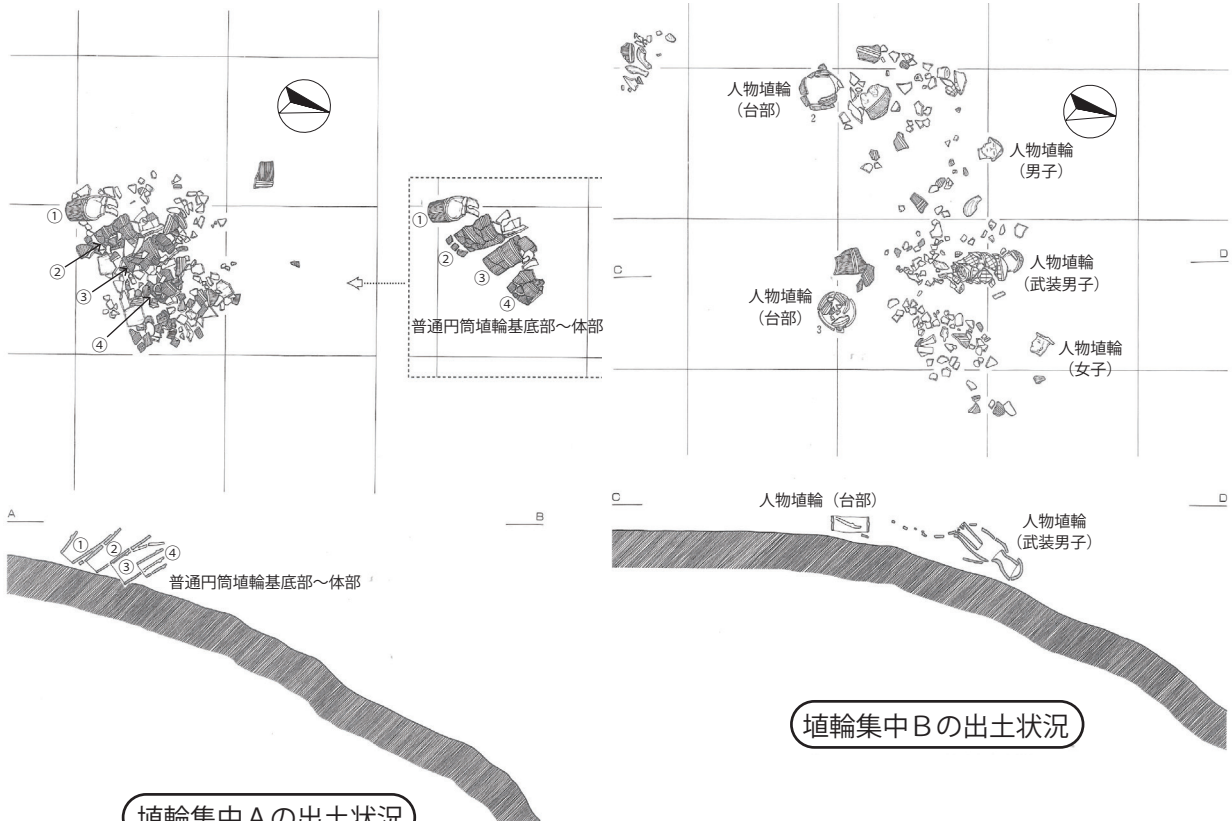 ①
②
③
④
①
②
③
④
普通円筒埴輪基底部～体部
A
B
①
②
③
④
普通円筒埴輪基底部～体部
埴輪集中Ａの出土状況
人物埴輪
（台部）
2
人物埴輪
（男子）
C
D
人物埴輪
（武装男子）
人物埴輪
（台部）
3
人物埴輪
（女子）
C
D
人物埴輪（台部）
人物埴輪
（武装男子）
埴輪集中Ｂの出土状況